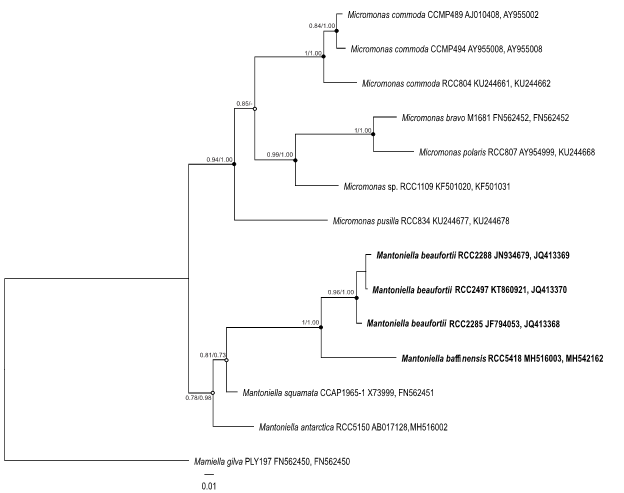 Micromonas commoda CCMP489 AJ010408, AY955002
0.84/1.00
Micromonas commoda CCMP494 AY955008, AY955008
1/1.00
Micromonas commoda RCC804 KU244661, KU244662
0.85/-
Micromonas bravo M1681 FN562452, FN562452
1/1.00
Micromonas polaris RCC807 AY954999, KU244668
0.99/1.00
0.94/1.00
Micromonas sp. RCC1109 KF501020, KF501031
Micromonas pusilla RCC834 KU244677, KU244678
Mantoniella beaufortii RCC2288 JN934679, JQ413369
Mantoniella beaufortii RCC2497 KT860921, JQ413370
0.96/1.00
Mantoniella beaufortii RCC2285 JF794053, JQ413368
1/1.00
Mantoniella baffinensis RCC5418 MH516003, MH542162
0.81/0.73
Mantoniella squamata CCAP1965-1 X73999, FN562451
0.78/0.98
Mantoniella antarctica RCC5150 AB017128,MH516002
Mamiella gilva PLY197 FN562450, FN562450
0.01